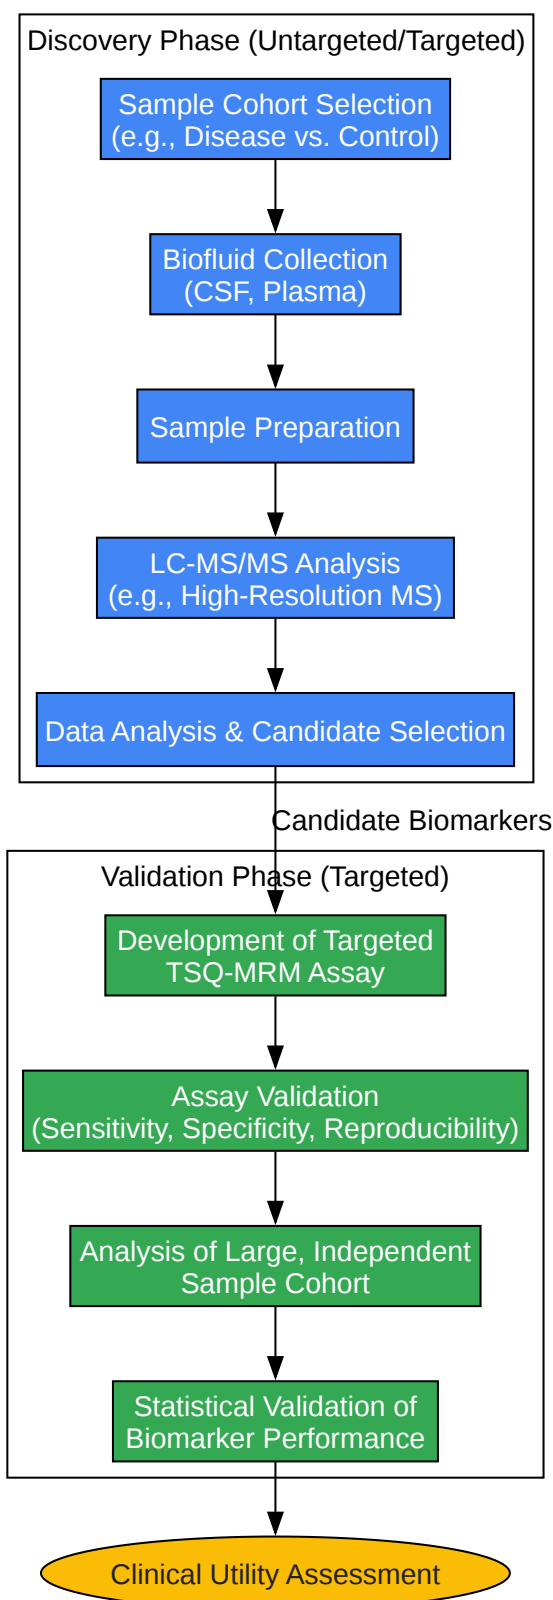 Discovery Phase (Untargeted/Targeted)
Sample Cohort Selection
(e.g., Disease vs. Control)
Biofluid Collection
(CSF, Plasma)
Sample Preparation
LC-MS/MS Analysis
(e.g., High-Resolution MS)
Data Analysis & Candidate Selection
Candidate Biomarkers
Validation Phase (Targeted)
Development of Targeted
TSQ-MRM Assay
Assay Validation
(Sensitivity, Specificity, Reproducibility)
Analysis of Large, Independent
Sample Cohort
Statistical Validation of
Biomarker Performance
Clinical Utility Assessment